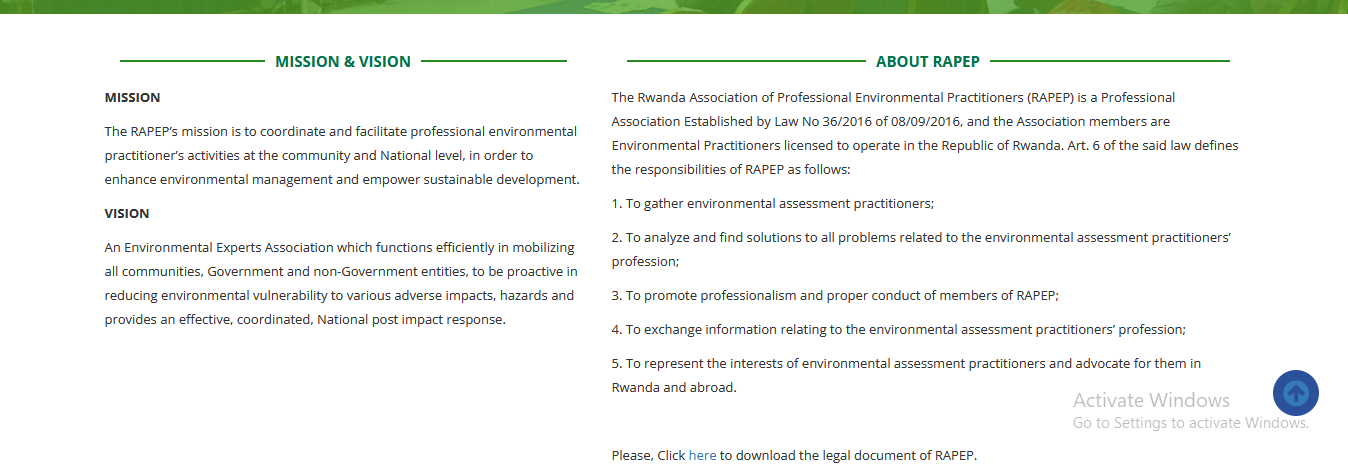 MISSION & VISION
MISSION
The RAPEP’s mission is to coordinate and facilitate professional environmental
practitioner’s activities at the community and National level, in order to
enhance environmental management and empower sustainable development.
VISION
An Environmental Experts Association which functions efficiently in mobilizing
all communities, Government and non-Government entities, to be proactive in
reducing environmental vulnerability to various adverse impacts, hazards and
provides an effective, coordinated, National post impact response.
ABOUT RAPEP
The Rwanda Association of Professional Environmental Practitioners (RAPEP) is a Professional
Association Established by Law No 36/2016 of 08/09/2016, and the Association members are
Environmental Practitioners licensed to operate in the Republic of Rwanda. Art. 6 of the said law defines
the responsibilities of RAPEP as follows:
1. To gather environmental assessment practitioners;
2. To analyze and find solutions to all problems related to the environmental assessment practitioners’
profession;
3. To promote professionalism and proper conduct of members of RAPEP;
4. To exchange information relating to the environmental assessment practitioners’ profession;
5. To represent the interests of environmental assessment practitioners and advocate for them in
Rwanda and abroad.
Activate Windows
Go to Settings to activate Windows.
Please, Click here to download the legal document of RAPEP.